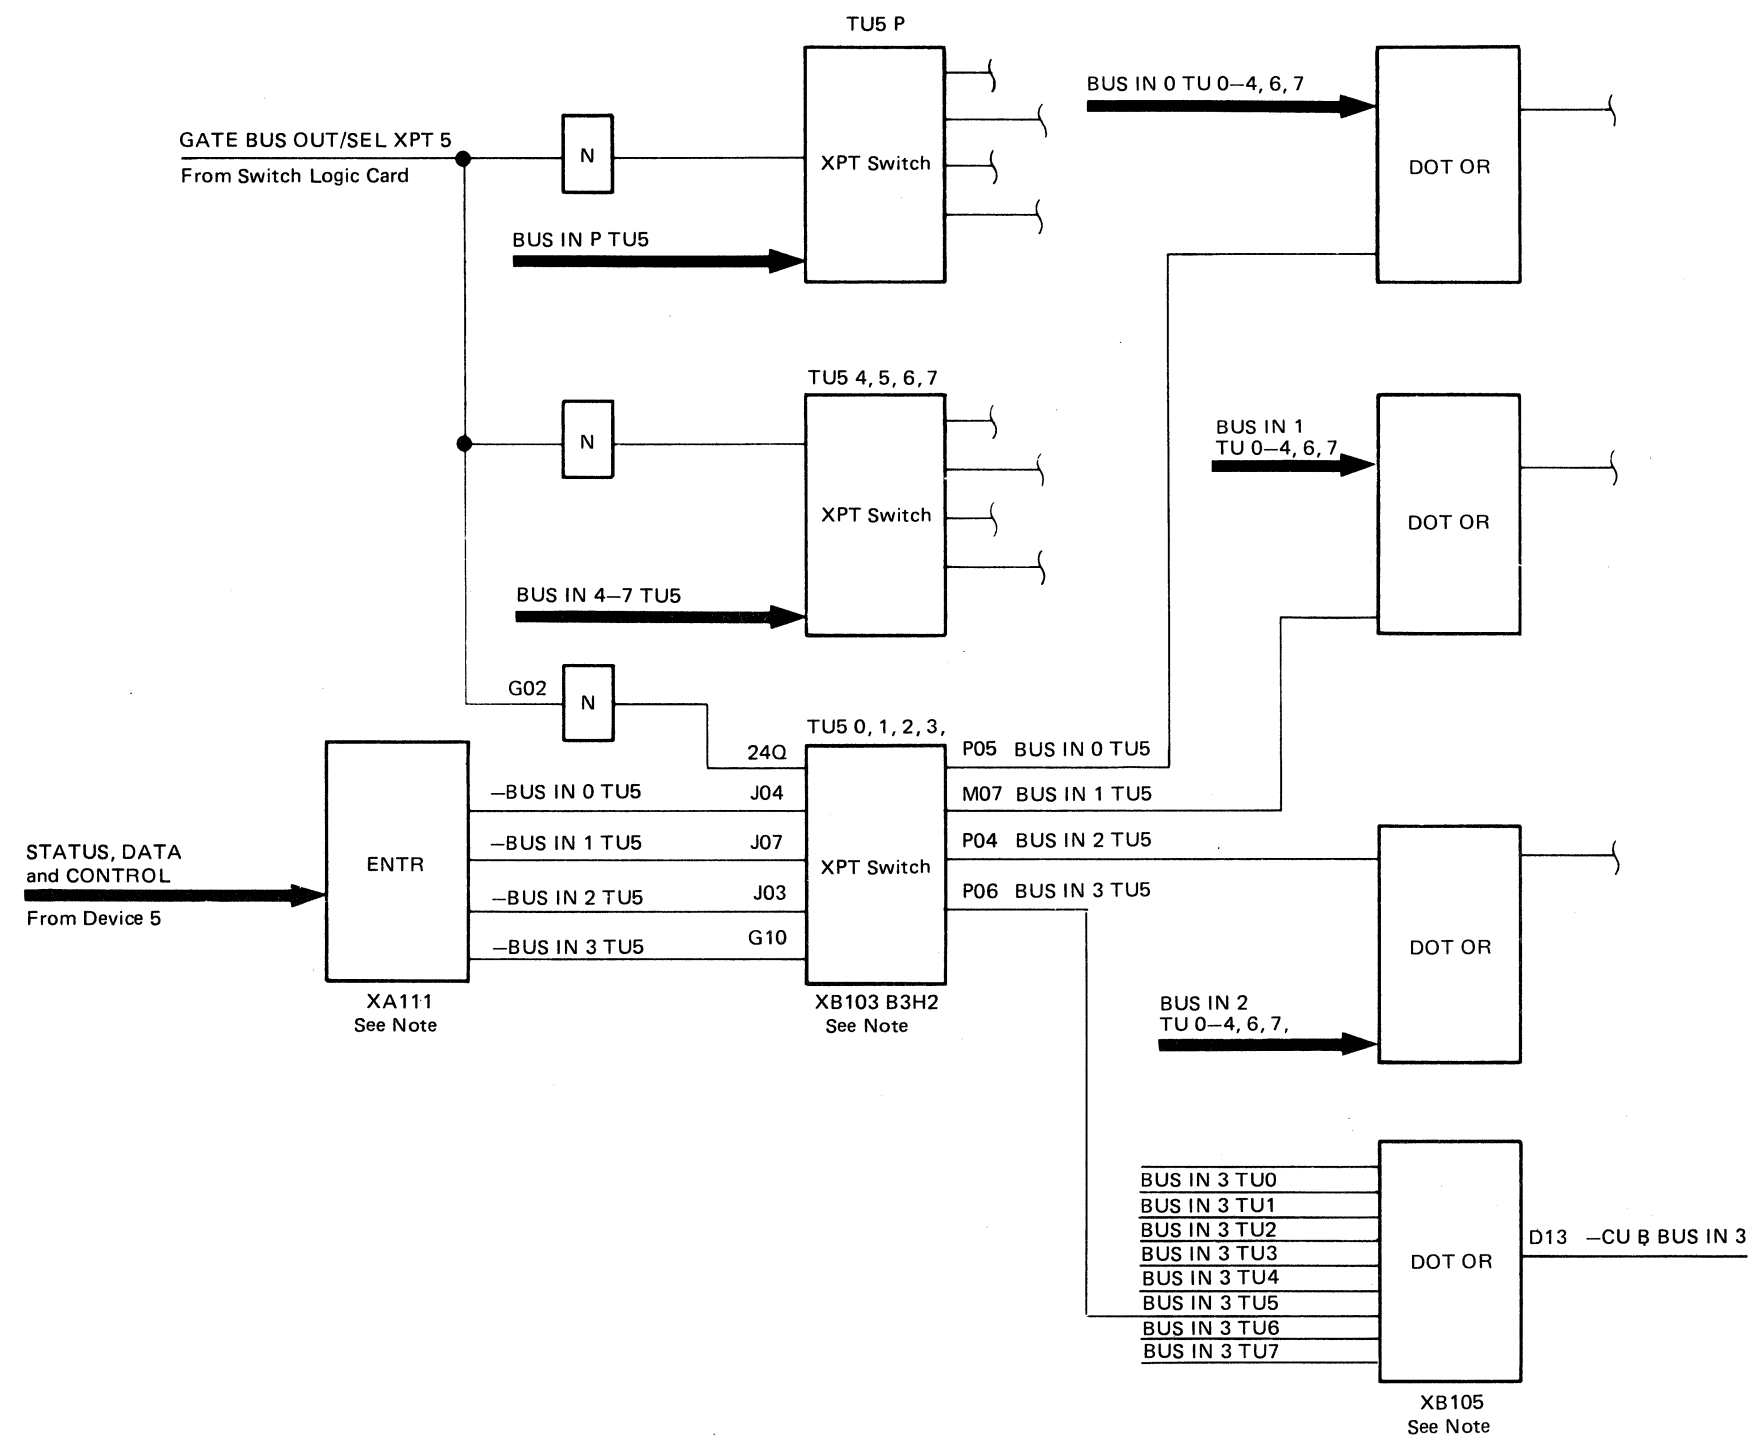 TU5 P
BUS IN 0 TU 0–4, 6, 7
GATE BUS OUT/SEL XPT 5
From Switch Logic Card
N
XPT Switch
DOT OR
BUS IN P TU5
TU5 4, 5, 6, 7
BUS IN 1
TU 0–4, 6, 7
N
XPT Switch
DOT OR
BUS IN 4–7 TU5
G02
N
TU5 0, 1, 2, 3,
24Q
P05 BUS IN 0 TU5
–BUS IN 0 TU5
J04
M07 BUS IN 1 TU5
–BUS IN 1 TU5
J07
P04 BUS IN 2 TU5
STATUS, DATA
and CONTROL
From Device 5
ENTR
XPT Switch
–BUS IN 2 TU5
J03
P06 BUS IN 3 TU5
–BUS IN 3 TU5
G10
DOT OR
XA111
See Note
XB103 B3H2
See Note
BUS IN 2
TU 0–4, 6, 7,
BUS IN 3 TU0
BUS IN 3 TU1
BUS IN 3 TU2
BUS IN 3 TU3
BUS IN 3 TU4
BUS IN 3 TU5
BUS IN 3 TU6
BUS IN 3 TU7
DOT OR
D13 –CU B BUS IN 3
XB105
See Note